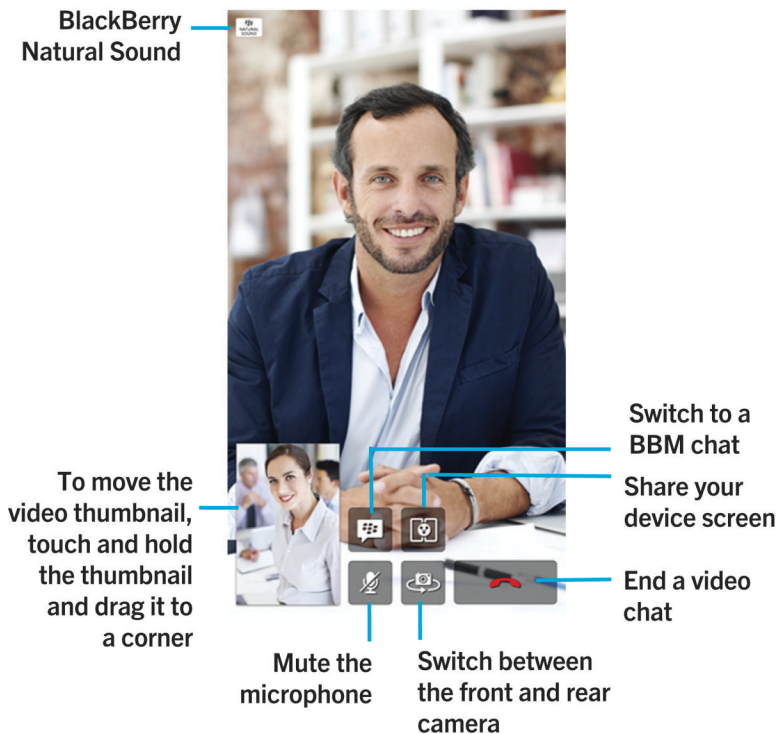 BlackBerry
Natural Sound
NATURAL
SOUND
To move the
video thumbnail,
touch and hold
the thumbnail
and drag it to
a corner
Switch to a
BBM chat
Share your
device screen
End a video
chat
Mute the
microphone
Switch between
the front and rear
camera